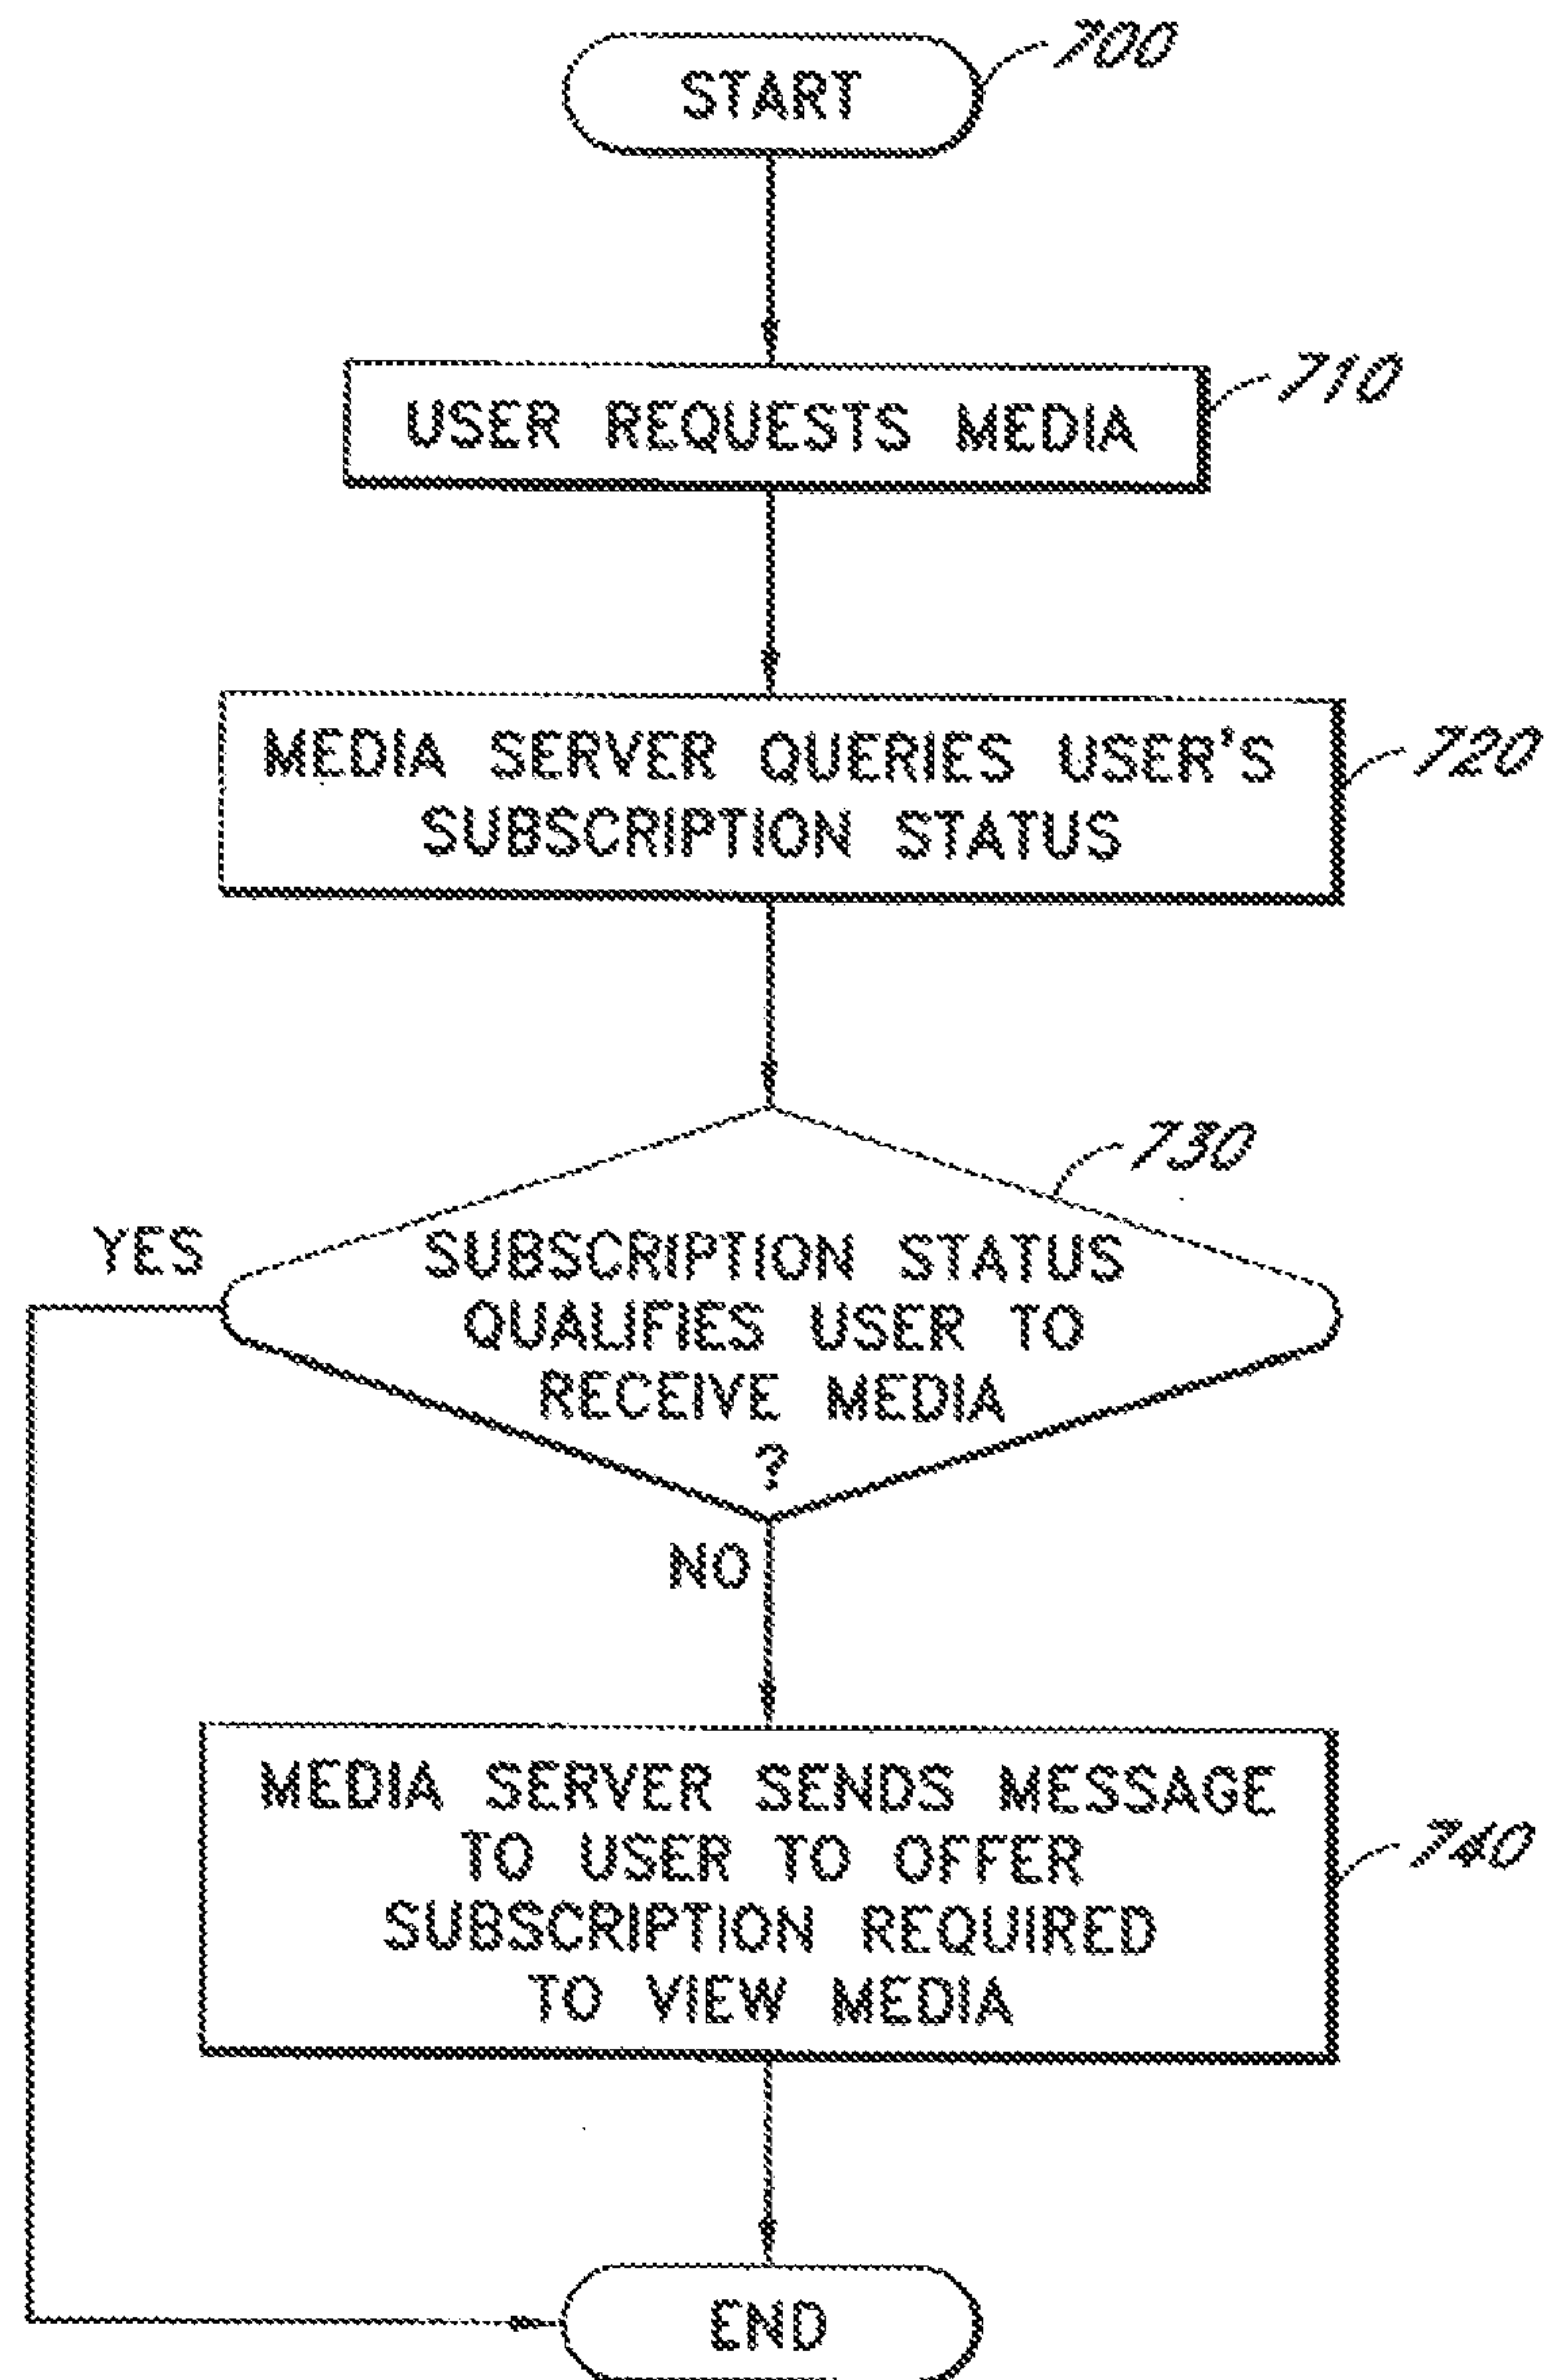 START
700
USER REQUESTS MEDIA
710
MEDIA SERVER QUERIES USER'S
SUBSCRIPTION STATUS
720
730
YES
SUBSCRIPTION STATUS
QUALIFIES USER TO
RECEIVE MEDIA
?
NO
MEDIA SERVER SENDS MESSAGE
TO USER TO OFFER
SUBSCRIPTION REQUIRED
TO VIEW MEDIA
740
END